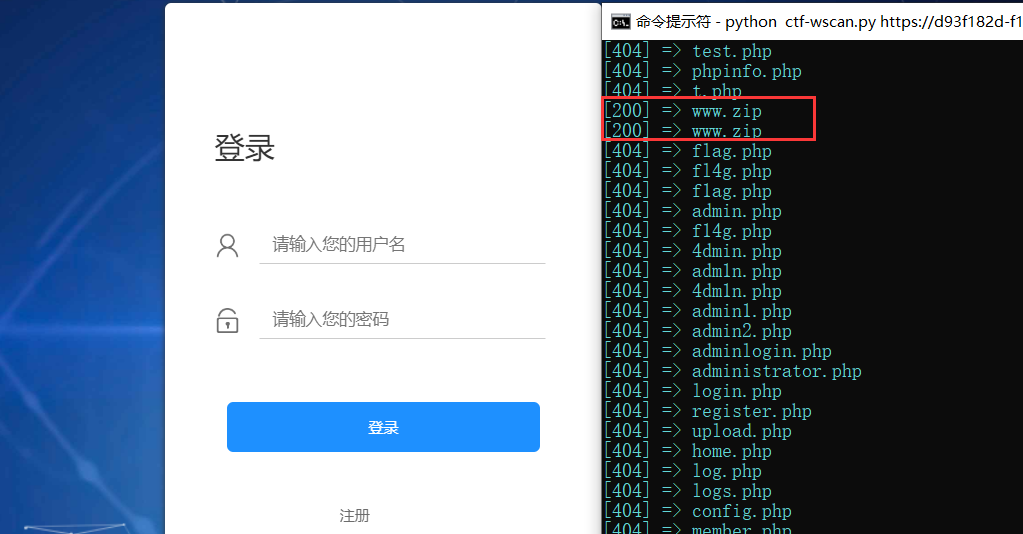 登录
请输入您的用户名
请输入您的密码
登录
注册
命令提示符 - python  ctf-wscan.py https://d93f182d-f1
[404] => test.php
[404] => phpinfo.php
[404] => t.php
[200] => www.zip
[200] => www.zip
[404] => flag.php
[404] => fl4g.php
[404] => f1ag.php
[404] => admin.php
[404] => f14g.php
[404] => 4dmin.php
[404] => adm1n.php
[404] => 4dm1n.php
[404] => admin1.php
[404] => admin2.php
[404] => adminlogin.php
[404] => administrator.php
[404] => login.php
[404] => register.php
[404] => upload.php
[404] => home.php
[404] => log.php
[404] => logs.php
[404] => config.php
[404] => member.php